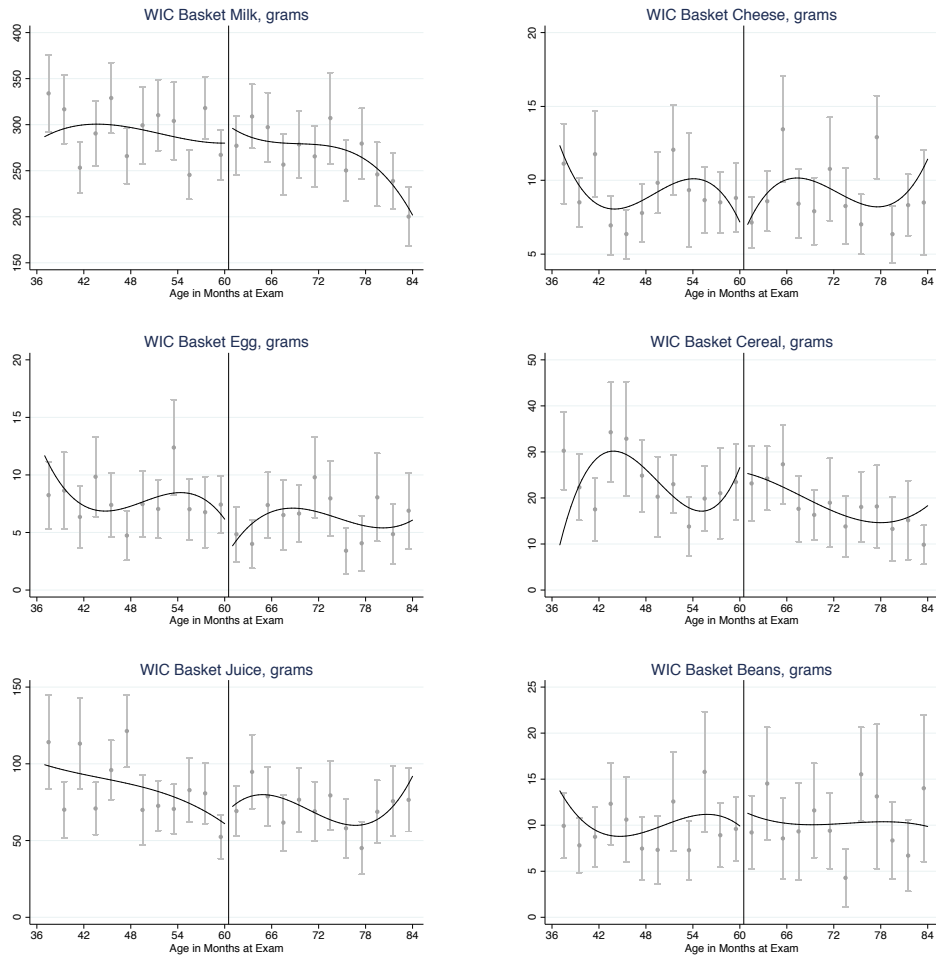 WIC Basket Milk, grams
400
350
300
250
200
150
36 42 48 54 60 66 72 78 84
Age in Months at Exam
WIC Basket Cheese, grams
20
15
10
5
36 42 48 54 60 66 72 78 84
Age in Months at Exam
WIC Basket Egg, grams
20
15
10
5
0
36 42 48 54 60 66 72 78 84
Age in Months at Exam
WIC Basket Cereal, grams
50
40
30
20
10
0
36 42 48 54 60 66 72 78 84
Age in Months at Exam
WIC Basket Juice, grams
150
100
50
0
36 42 48 54 60 66 72 78 84
Age in Months at Exam
WIC Basket Beans, grams
25
20
15
10
5
0
36 42 48 54 60 66 72 78 84
Age in Months at Exam